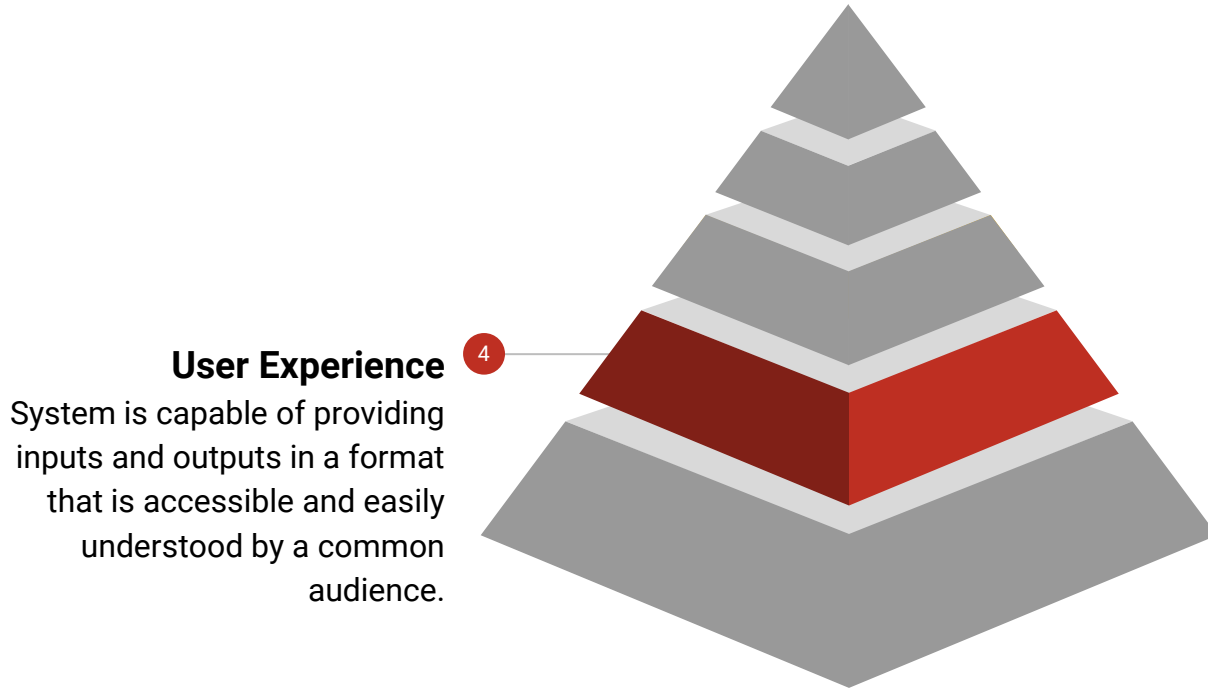 User Experience
4
System is capable of providing
inputs and outputs in a format
that is accessible and easily
understood by a common
audience.